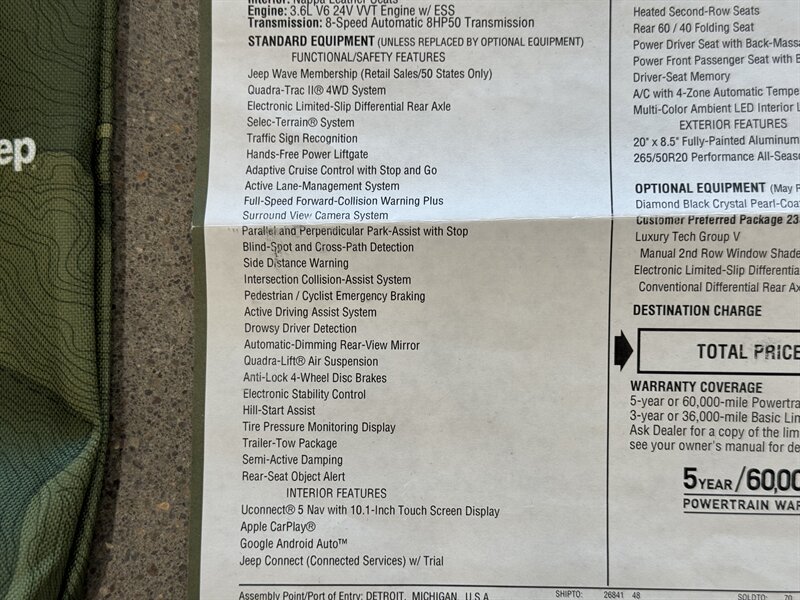 ep
Interior: Nappa Leather Seats
Engine: 3.6L V6 24V VVT Engine w/ ESS
Transmission: 8-Speed Automatic 8HP50 Transmission
STANDARD EQUIPMENT (UNLESS REPLACED BY OPTIONAL EQUIPMENT)
FUNCTIONAL/SAFETY FEATURES
Jeep Wave Membership (Retail Sales/50 States Only)
Quadra-Trac II® 4WD System
Electronic Limited-Slip Differential Rear Axle
Selec-Terrain® System
Traffic Sign Recognition
Hands-Free Power Liftgate
Adaptive Cruise Control with Stop and Go
Active Lane-Management System
Full-Speed Forward-Collision Warning Plus
Surround View Camera System
Parallel and Perpendicular Park-Assist with Stop
Blind-Spot and Cross-Path Detection
Side Distance Warning
Intersection Collision-Assist System
Pedestrian / Cyclist Emergency Braking
Active Driving Assist System
Drowsy Driver Detection
Automatic-Dimming Rear-View Mirror
Quadra-Lift® Air Suspension
Anti-Lock 4-Wheel Disc Brakes
Electronic Stability Control
Hill-Start Assist
Tire Pressure Monitoring Display
Trailer-Tow Package
Semi-Active Damping
Rear-Seat Object Alert
INTERIOR FEATURES
Uconnect® 5 Nav with 10.1-Inch Touch Screen Display
Apple CarPlay®
Google Android Auto™
Jeep Connect (Connected Services) w/ Trial
Assembly Point/Port of Entry: DETROIT, MICHIGAN, U.S.A.
SHIPTO: 26841 48
SOLDTO: 70
Heated Second-Row Seats
Rear 60 / 40 Folding Seat
Power Driver Seat with Back-Massa
Power Front Passenger Seat with B
Driver-Seat Memory
A/C with 4-Zone Automatic Tempe
Multi-Color Ambient LED Interior L
EXTERIOR FEATURES
20" x 8.5" Fully-Painted Aluminum
265/50R20 Performance All-Seaso
OPTIONAL EQUIPMENT (May R
Diamond Black Crystal Pearl-Coa
Customer Preferred Package 23
Luxury Tech Group V
Manual 2nd Row Window Shade
Electronic Limited-Slip Differentia
Conventional Differential Rear Ax
DESTINATION CHARGE
TOTAL PRICE
WARRANTY COVERAGE
5-year or 60,000-mile Powertra
3-year or 36,000-mile Basic Lim
Ask Dealer for a copy of the lim
see your owner's manual for de
5 YEAR / 60,00
POWERTRAIN WAR